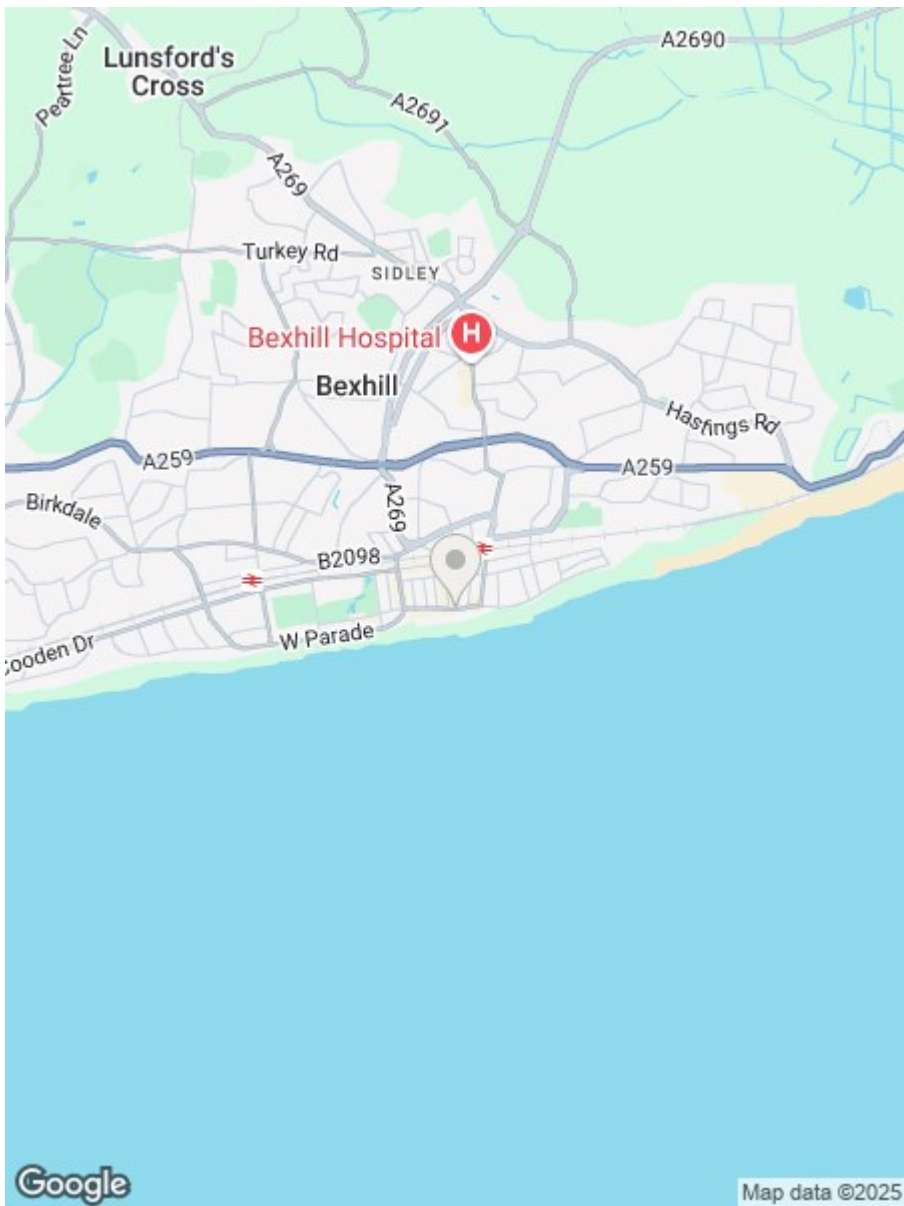 A2690
Lunsford's
Cross
Peartree Ln
A2691
A269
Turkey Rd
SIDLEY
Bexhill Hospital
H
Bexhill
Hastings Rd
A259
A259
Birkdale
A269
B2098
W Parade
Cooden Dr
Google
Map data ©2025